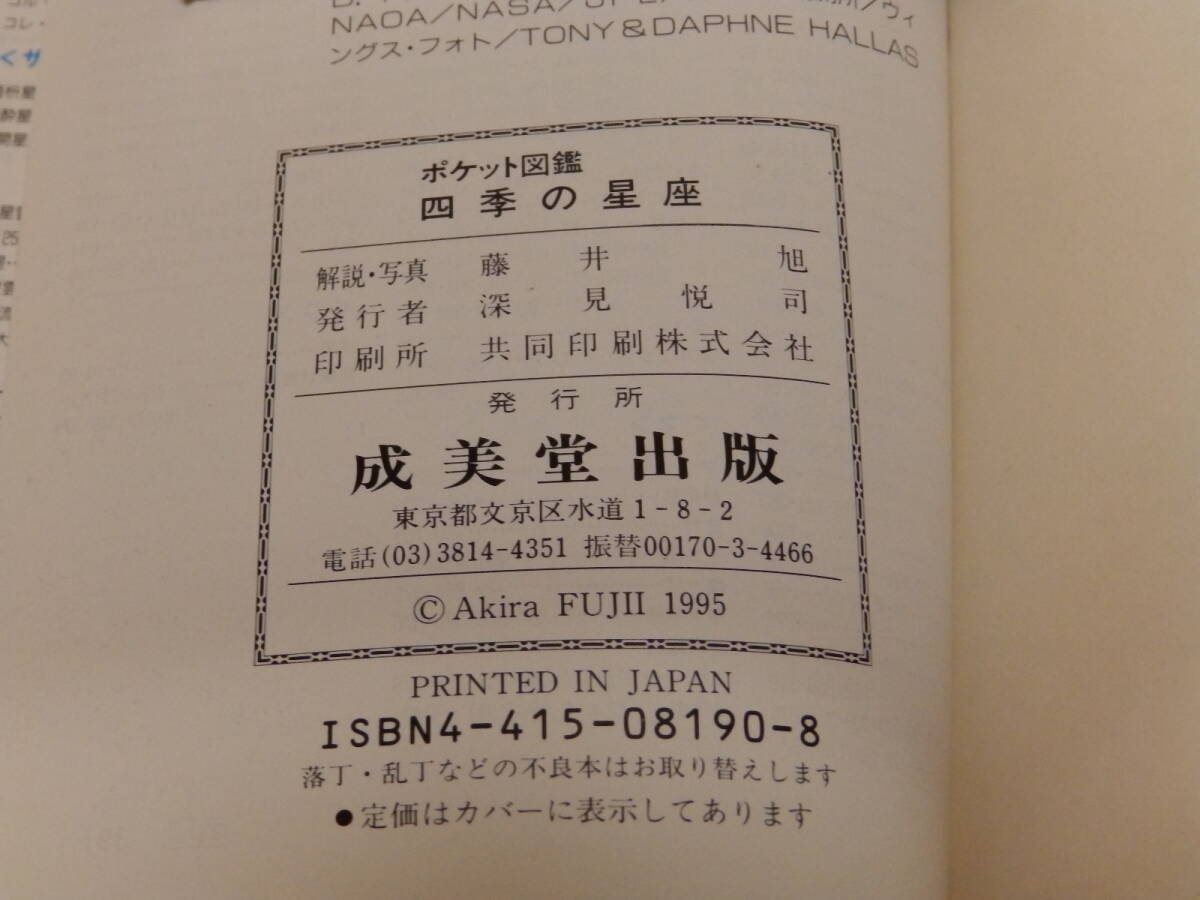 NAOA/NASA/
ングス・フォト/TONY & DAPHNE HALLAS
ポケット図鑑
四季の星座
解説・写真 藤井旭
発行者 深見悦司
印刷所 共同印刷株式会社
発行所
成美堂出版
東京都文京区水道1-8-2
電話(03)3814-4351 振替00170-3-4466
©Akira FUJII 1995
PRINTED IN JAPAN
ISBN4-415-08190-8
落丁・乱丁などの不良本はお取り替えします
●定価はカバーに表示してあります